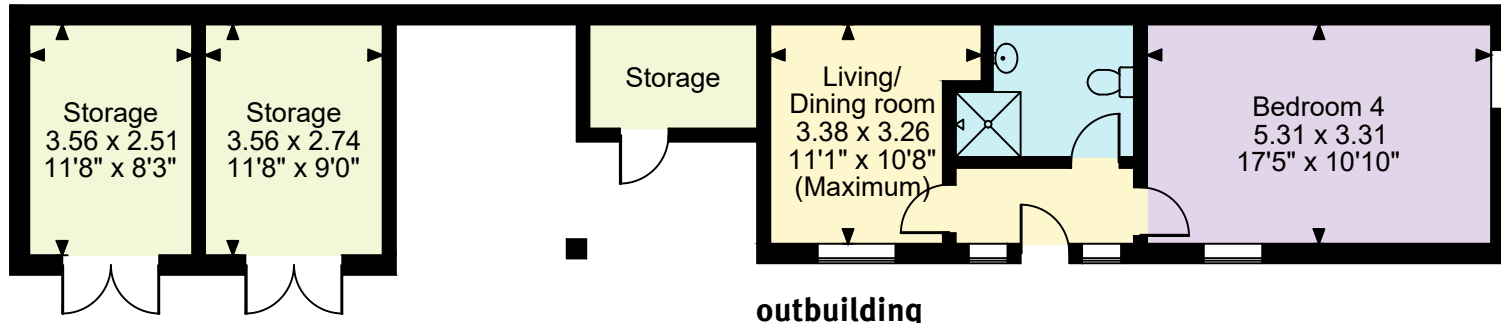 Storage
3.56 x 2.51
11'8" x 8'3"
Storage
3.56 x 2.74
11'8" x 9'0"
Storage
Living/
Dining room
3.38 x 3.26
11'1" x 10'8"
(Maximum)
Bedroom 4
5.31 x 3.31
17'5" x 10'10"
outbuilding